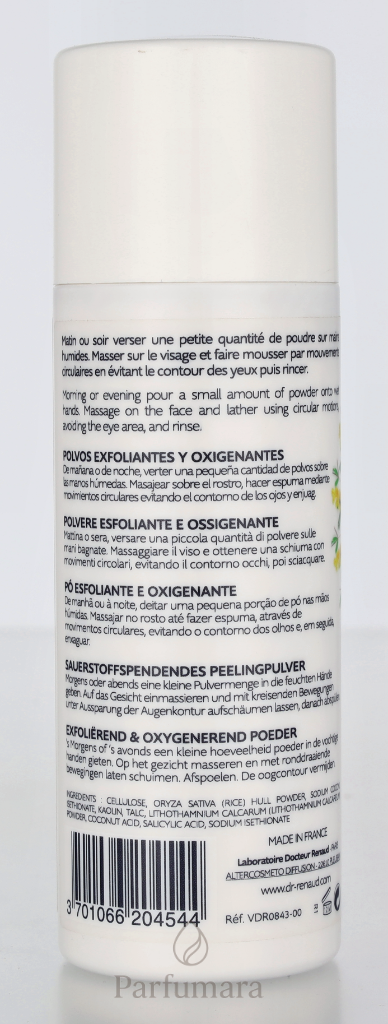 Matin ou soir verser une petite quantité de poudre sur mains
humides. Masser sur le visage et faire mousser par mouvements
circulaires en évitant le contour des yeux puis rincer.
Morning or evening pour a small amount of powder onto wet
hands. Massage on the face and lather using circular motion,
avoiding the eye area, and rinse.
POLVOS EXFOLIANTES Y OXIGENANTES
De mañana o de noche, verter una pequeña cantidad de polvos sobre
las manos húmedas. Masajear sobre el rostro, hacer espuma mediante
movimientos circulares evitando el contorno de los ojos y enjuag.
POLVERE ESFOLIANTE E OSSIGENANTE
Mattina o sera, versare una piccola quantità di polvere sulle
mani bagnate. Massaggiare il viso e ottenere una schiuma con
movimenti circolari, evitando il contorno occhi, poi sciacquare.
PÓ ESFOLIANTE E OXIGENANTE
De manhã ou à noite, deitar uma pequena porção de pó nas mãos
húmidas. Massajar no rosto até fazer espuma, através de
movimentos circulares, evitando o contorno dos olhos e, em seguida,
enxaguar.
SAUERSTOFFSPENDENDES PEELINGPULVER
Morgens oder abends eine kleine Pulvermenge in die feuchten Hände
geben. Auf das Gesicht einmassieren und mit kreisenden Bewegungen
unter Aussparung der Augenkontur aufschäumen lassen, danach abspülen
EXFOLIËREND & OXYGENEREND POEDER
's Morgens of 's avonds een kleine hoeveelheid poeder in de vochtige
handen gieten. Op het gezicht masseren en met ronddraaiende
bewegingen laten schuimen. Afspoelen. De oogcontour vermijden.
INGREDIENTS : CELLULOSE, ORYZA SATIVA (RICE) HULL POWDER, SODIUM COCOYL
ISETHIONATE, KAOLIN, TALC, LITHOTHAMNIUM CALCARUM (LITHOTHAMNIUM CALCARUM)
POWDER, COCONUT ACID, SALICYLIC ACID, SODIUM ISETHIONATE
MADE IN FRANCE
Laboratoire Docteur Renaud PARIS
ALTERCOSMETO DIFFUSION
www.dr-renaud.com
3 701066 204544
Réf. VDR0843-00
Parfumara